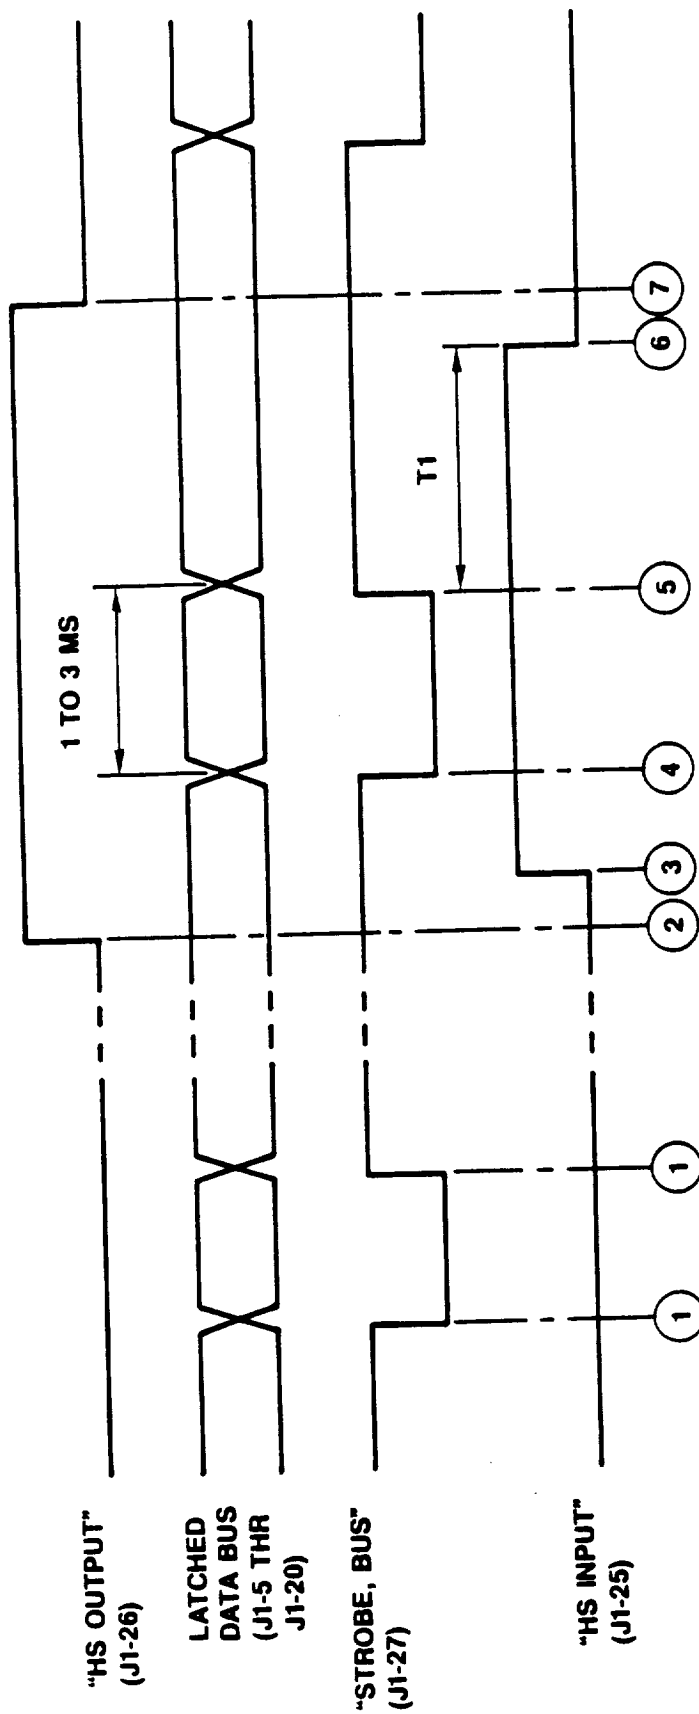 "HS OUTPUT"
(J1-26)
LATCHED
DATA BUS
(J1-5 THR
J1-20)
"STROBE, BUS"
(J1-27)
"HS INPUT"
(J1-25)
1 TO 3 MS
T1
1
1
2
3
4
5
6
7